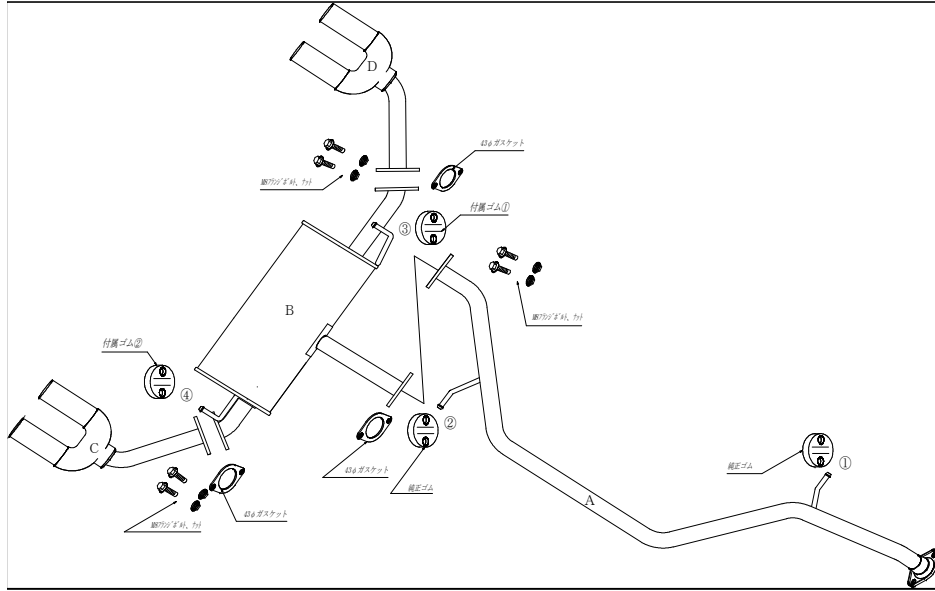 D
43φガスケット
M8フランジボルト、ナット
付属ゴム①
③
B
M8フランジボルト、ナット
付属ゴム②
④
②
C
43φガスケット
純正ゴム
純正ゴム
①
A
43φガスケット
M8フランジボルト、ナット